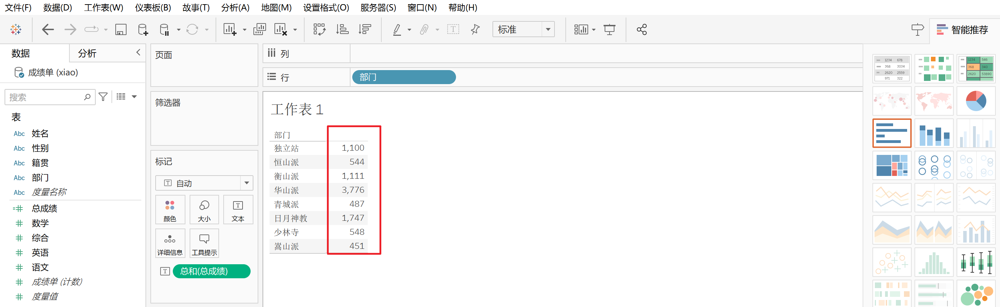 文件(F) 数据(D) 工作表(W) 仪表板(B) 故事(T) 分析(A) 地图(M) 设置格式(O) 服务器(S) 窗口(N) 帮助(H)
标准
智能推荐
数据 分析
成绩单 (xiao)
搜索
表
Abc 姓名
Abc 性别
Abc 籍贯
Abc 部门
Abc 度量名称
总成绩
数学
综合
英语
语文
成绩单 (计数)
度量值
页面
筛选器
标记
自动
颜色 大小 文本
详细信息 工具提示
总和(总成绩)
列
行 部门
工作表 1
部门
独立站 1,100
恒山派 544
衡山派 1,111
华山派 3,776
青城派 487
日月神教 1,747
少林寺 548
嵩山派 451
1234 678
368 3034
2620 2559
971 322
1234 546
368 340
2620 53890